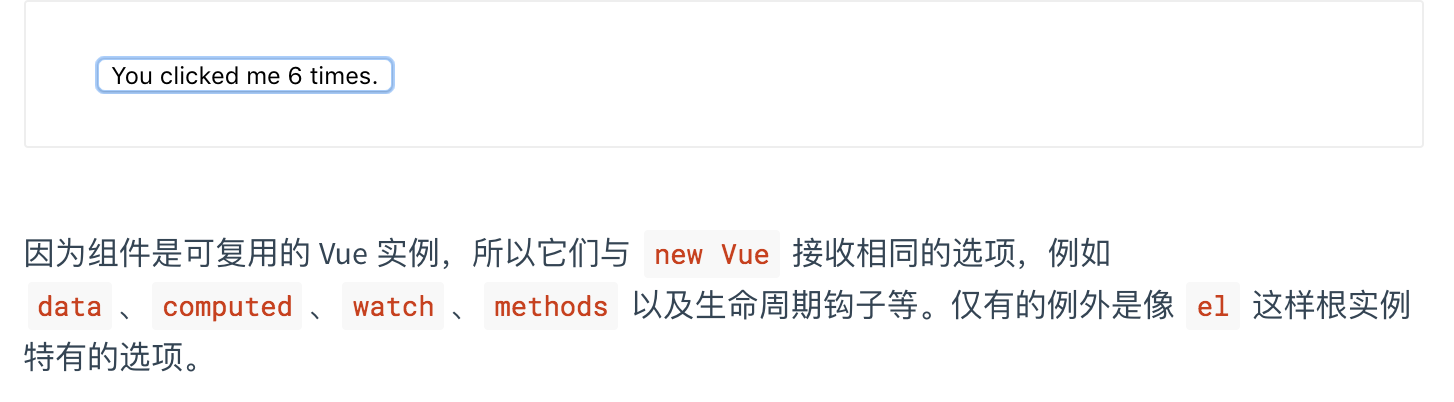 You clicked me 6 times.
因为组件是可复用的 Vue 实例，所以它们与 new Vue 接收相同的选项，例如
data 、 computed 、 watch 、 methods 以及生命周期钩子等。仅有的例外是像 el 这样根实例
特有的选项。